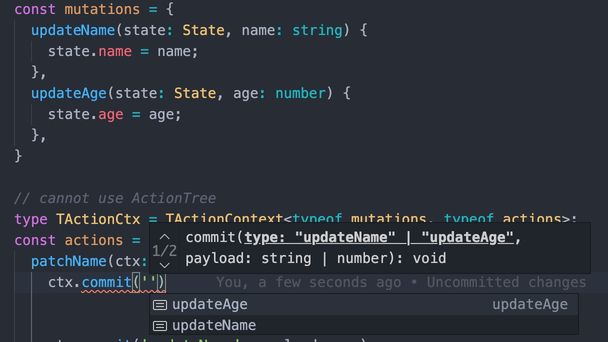 const mutations = {
updateName(state: State, name: string) {
state.name = name;
},
updateAge(state: State, age: number) {
state.age = age;
},
}
// cannot use ActionTree
type TActionCtx = TActionContext<typeof mutations, typeof actions>;
const actions =
commit(type: "updateName" | "updateAge",
1/2
payload: string | number): void
patchName(ctx:
ctx.commit('')
You, a few seconds ago • Uncommitted changes
updateAge
updateAge
updateName